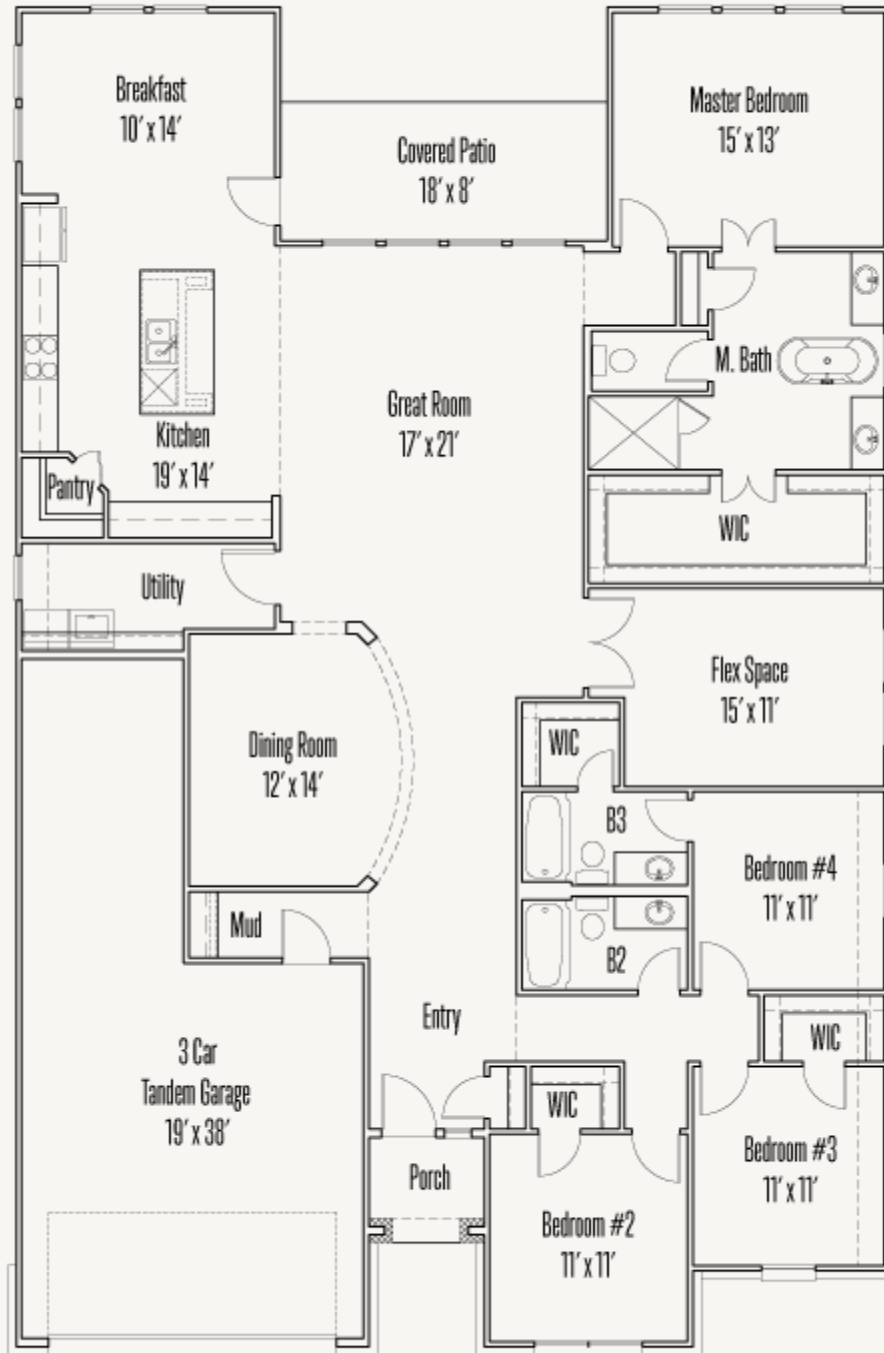 Breakfast
10' x 14'
Covered Patio
18' x 8'
Master Bedroom
15' x 13'
M. Bath
Great Room
17' x 21'
Kitchen
19' x 14'
Pantry
WIC
Utility
Flex Space
15' x 11'
WIC
Dining Room
12' x 14'
B3
Bedroom #4
11' x 11'
Mud
B2
Entry
WIC
3 Car
Tandem Garage
19' x 38'
WIC
Porch
Bedroom #3
11' x 11'
Bedroom #2
11' x 11'